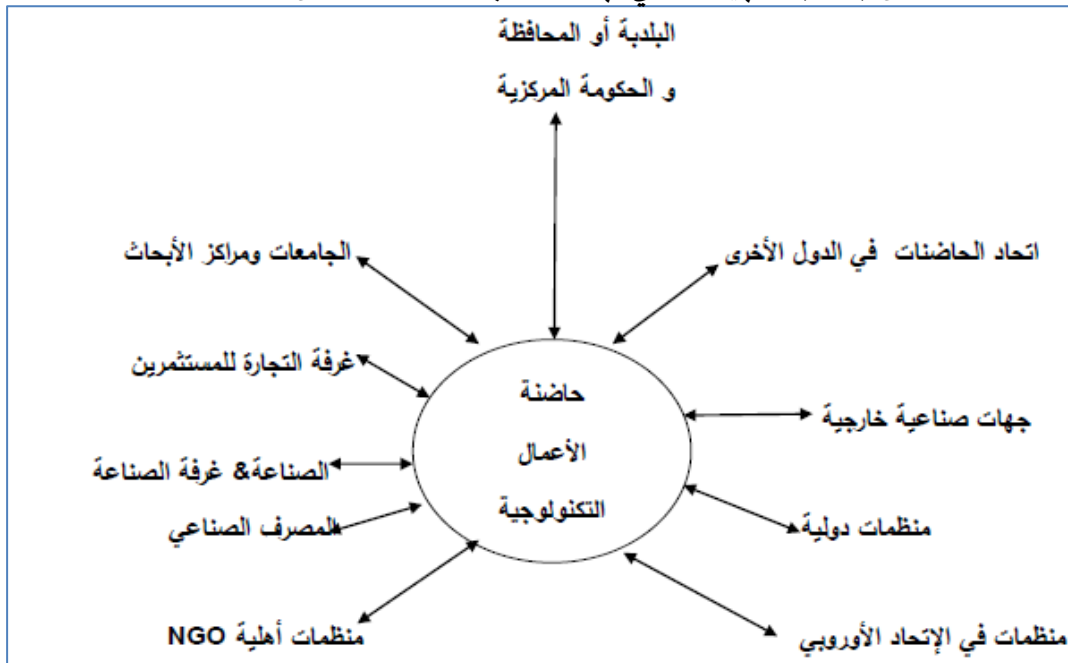 البلدية أو المحافظة
و الحكومة المركزية
اتحاد الحاضنات في الدول الأخرى
الجامعات ومراكز الأبحاث
غرفة التجارة للمستثمرين
حاضنة
الأعمال
التكنولوجية
جهات صناعية خارجية
الصناعة& غرفة الصناعة
المصرف الصناعي
منظمات دولية
منظمات أهلية NGO
منظمات في الإتحاد الأوروبي